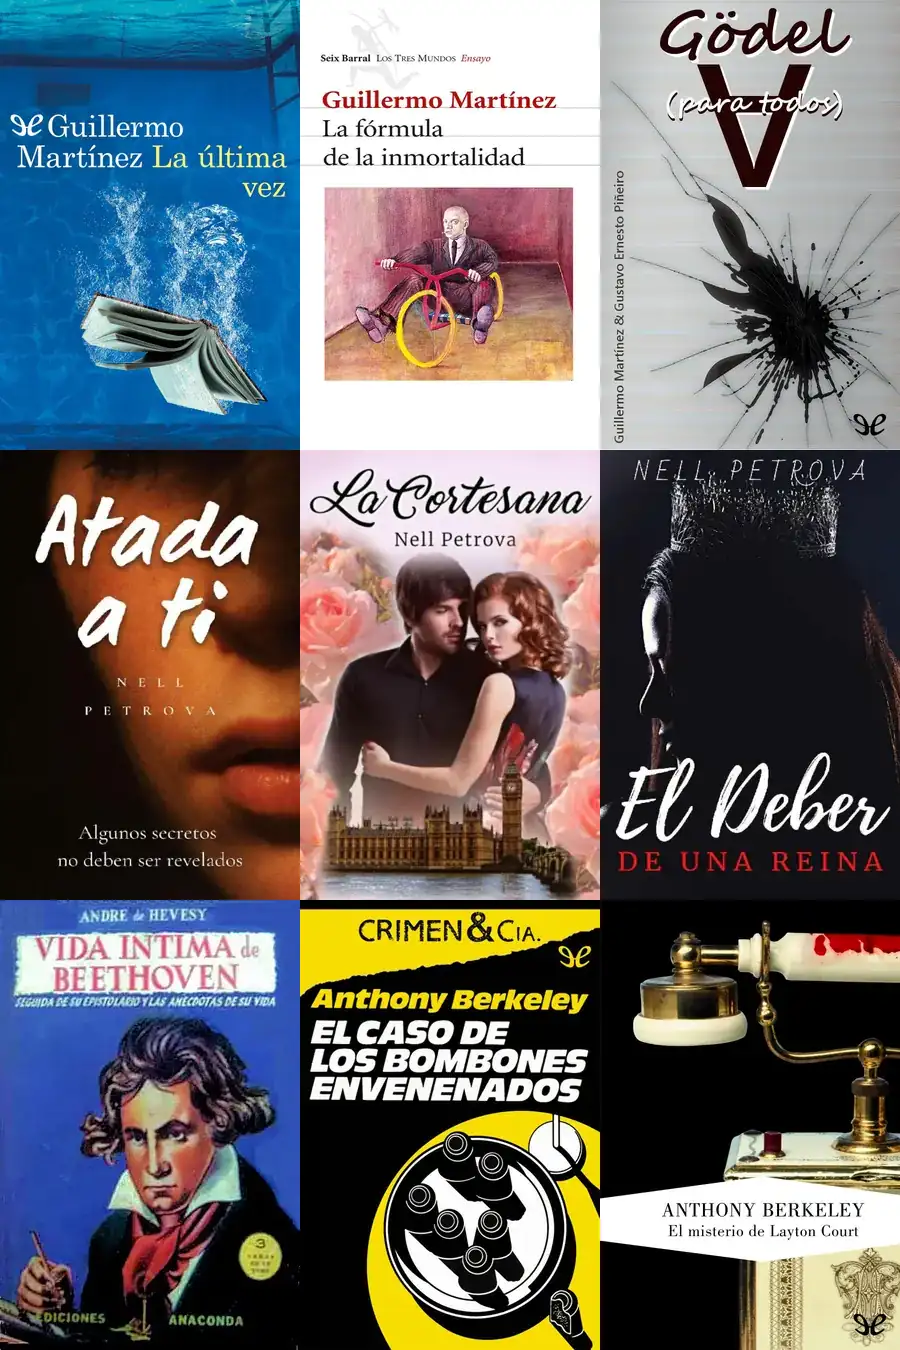 Guillermo
Martínez La última
vez
Seix Barral Los Tres Mundos Ensayo
Guillermo Martínez
La fórmula
de la inmortalidad
Gödel
∀
(para todos)
Guillermo Martínez & Gustavo Ernesto Piñeiro
Atada
a ti
NELL
PETROVA
Algunos secretos
no deben ser revelados
La Cortesana
Nell Petrova
NELL PETROVA
El Deber
DE UNA REINA
ANDRE de HEVESY
VIDA INTIMA de
BEETHOVEN
SEGUIDA DE SU EPISTOLARIO Y LAS ANECDOTAS DE SU VIDA
3
EDICIONES ANACONDA
CRIMEN & CIA.
Anthony Berkeley
EL CASO DE
LOS BOMBONES
ENVENENADOS
ANTHONY BERKELEY
El misterio de Layton Court